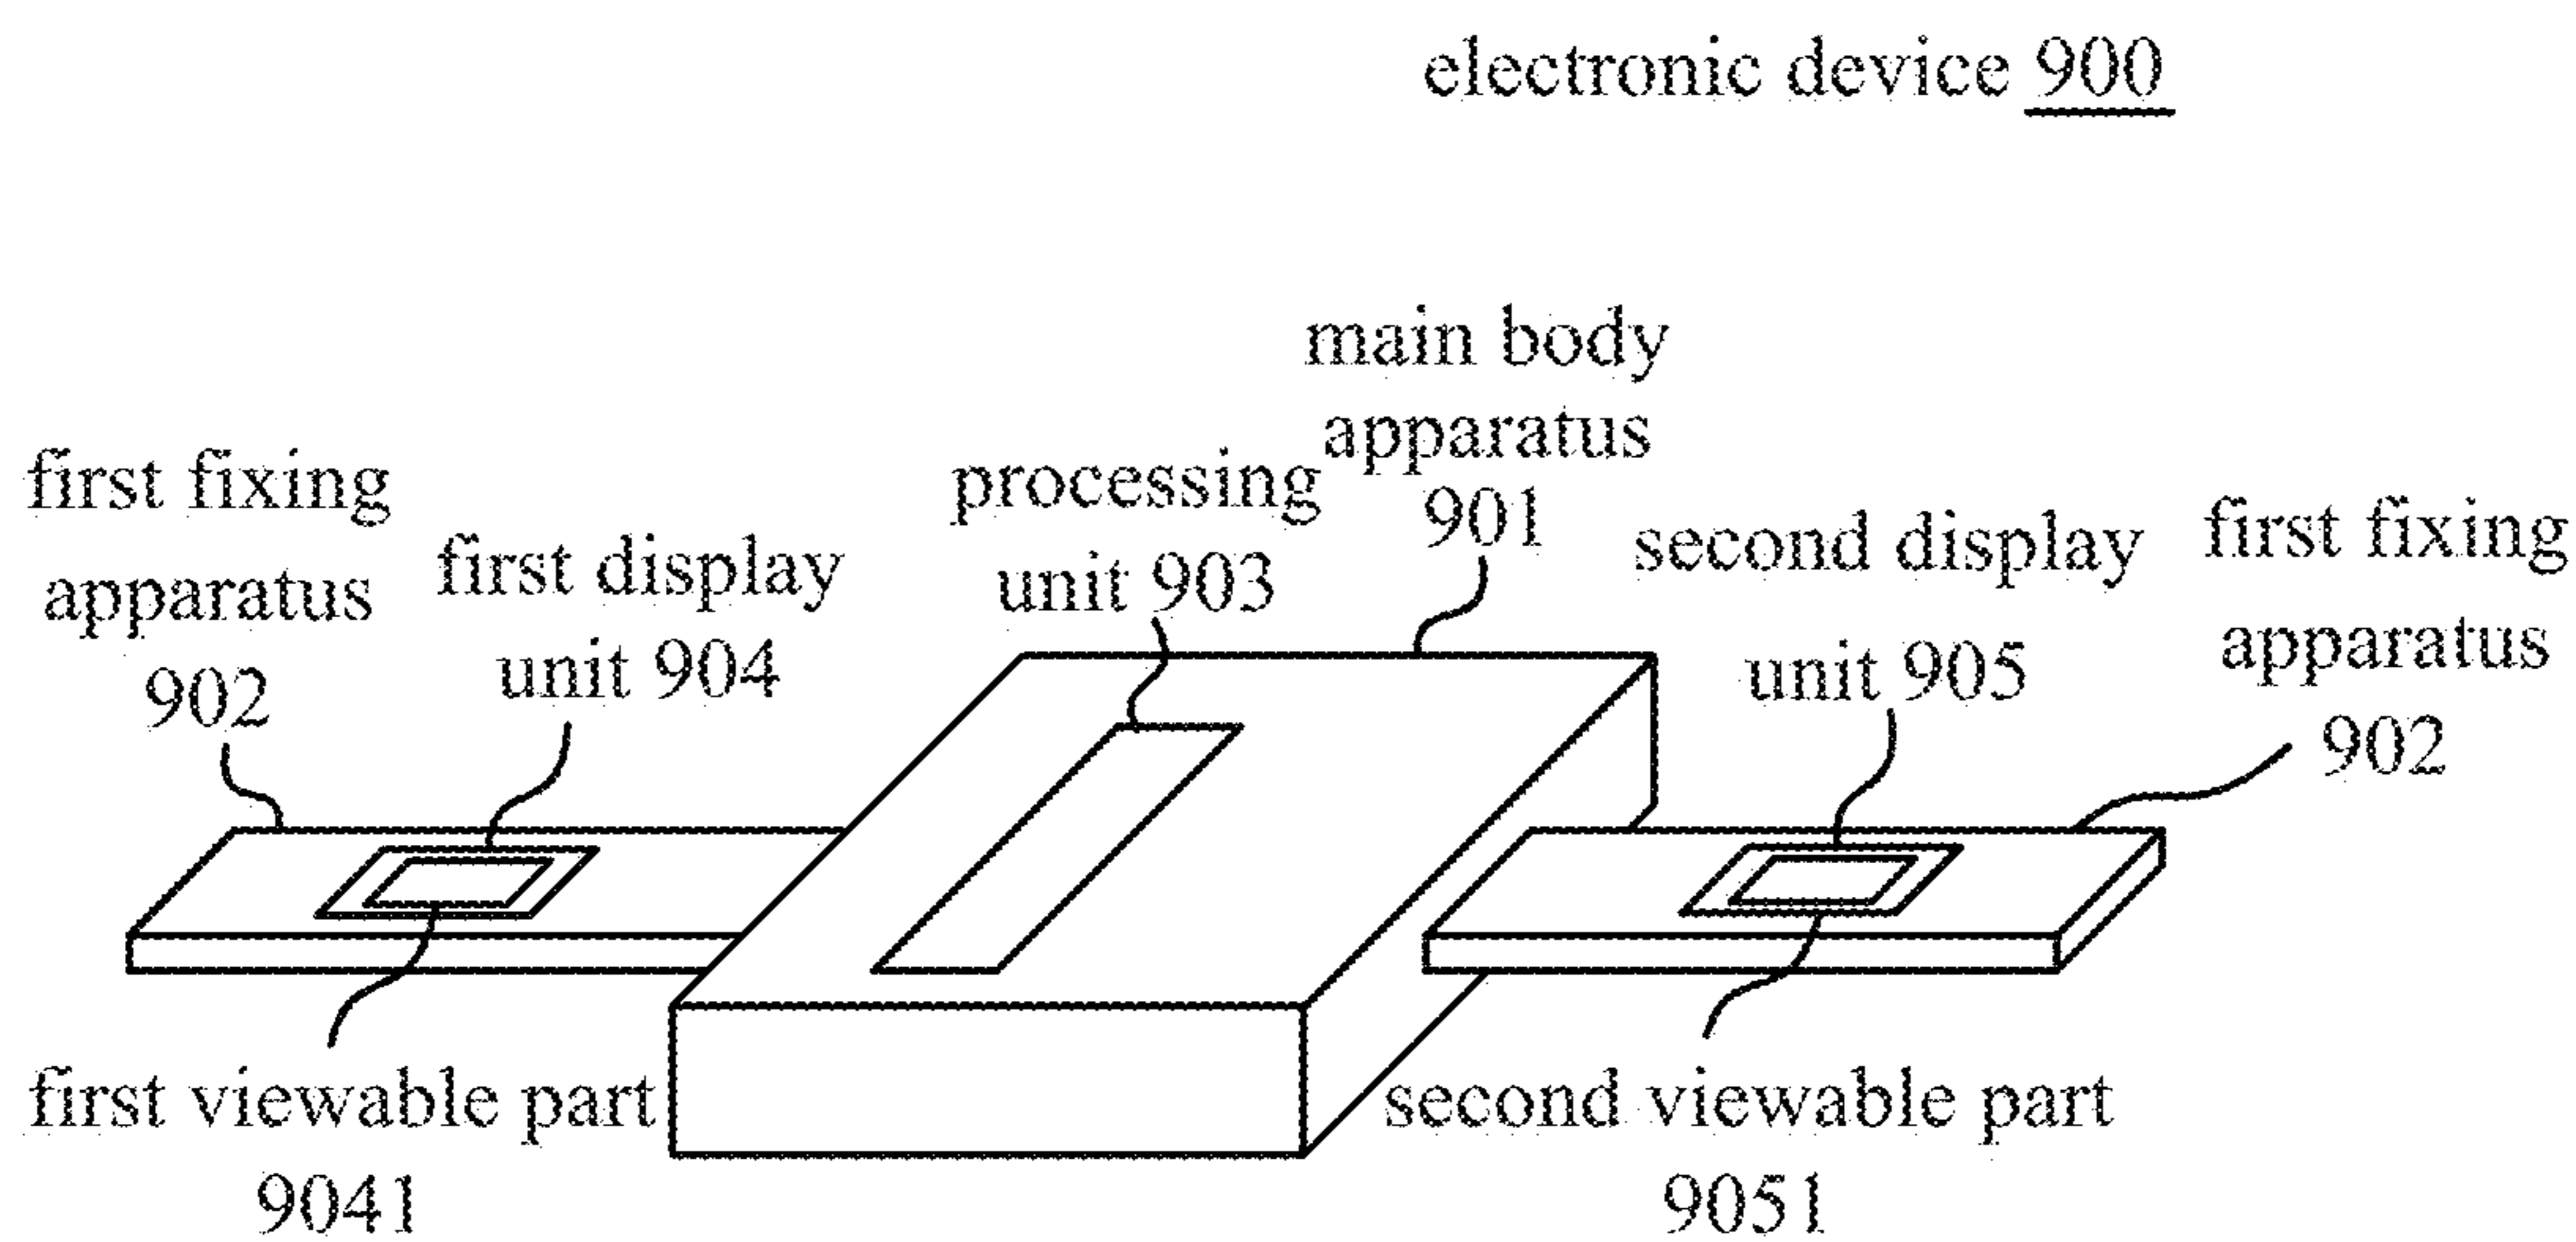 electronic device 900
main body
apparatus
901
first fixing
apparatus
902
first display
unit 904
processing
unit 903
second display
unit 905
first fixing
apparatus
902
first viewable part
9041
second viewable part
9051